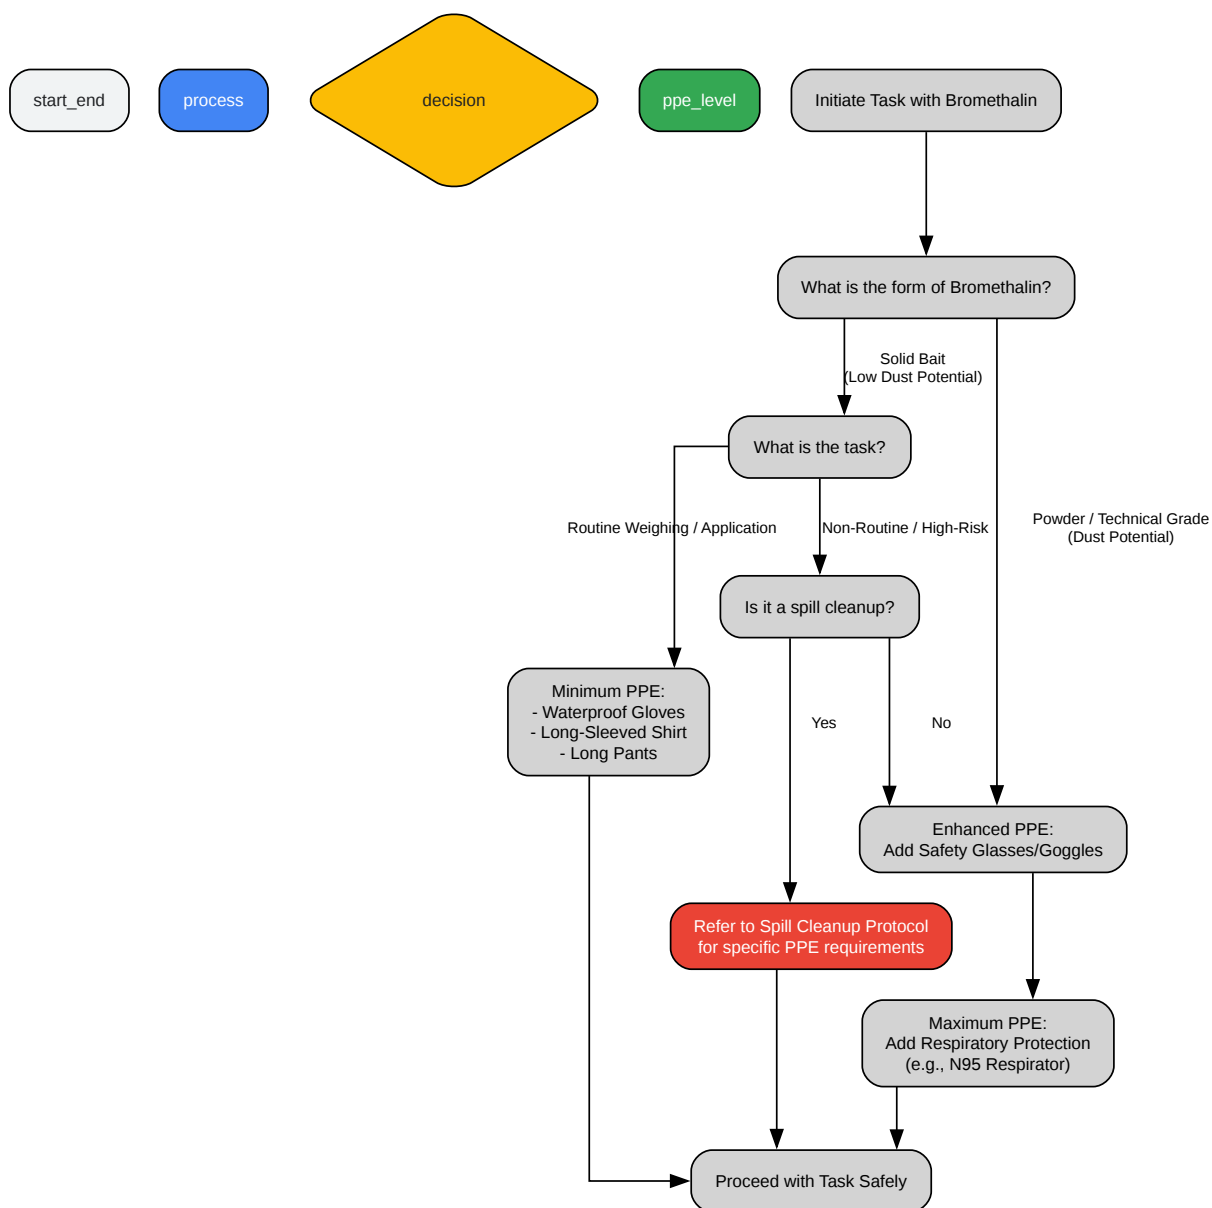 start_end
process
decision
ppe_level
Initiate Task with Bromethalin
What is the form of Bromethalin?
Solid Bait
(Low Dust Potential)
What is the task?
Powder / Technical Grade
(Dust Potential)
Routine Weighing / Application
Non-Routine / High-Risk
Is it a spill cleanup?
Minimum PPE:
- Waterproof Gloves
- Long-Sleeved Shirt
- Long Pants
Yes
No
Enhanced PPE:
Add Safety Glasses/Goggles
Refer to Spill Cleanup Protocol
for specific PPE requirements
Maximum PPE:
Add Respiratory Protection
(e.g., N95 Respirator)
Proceed with Task Safely